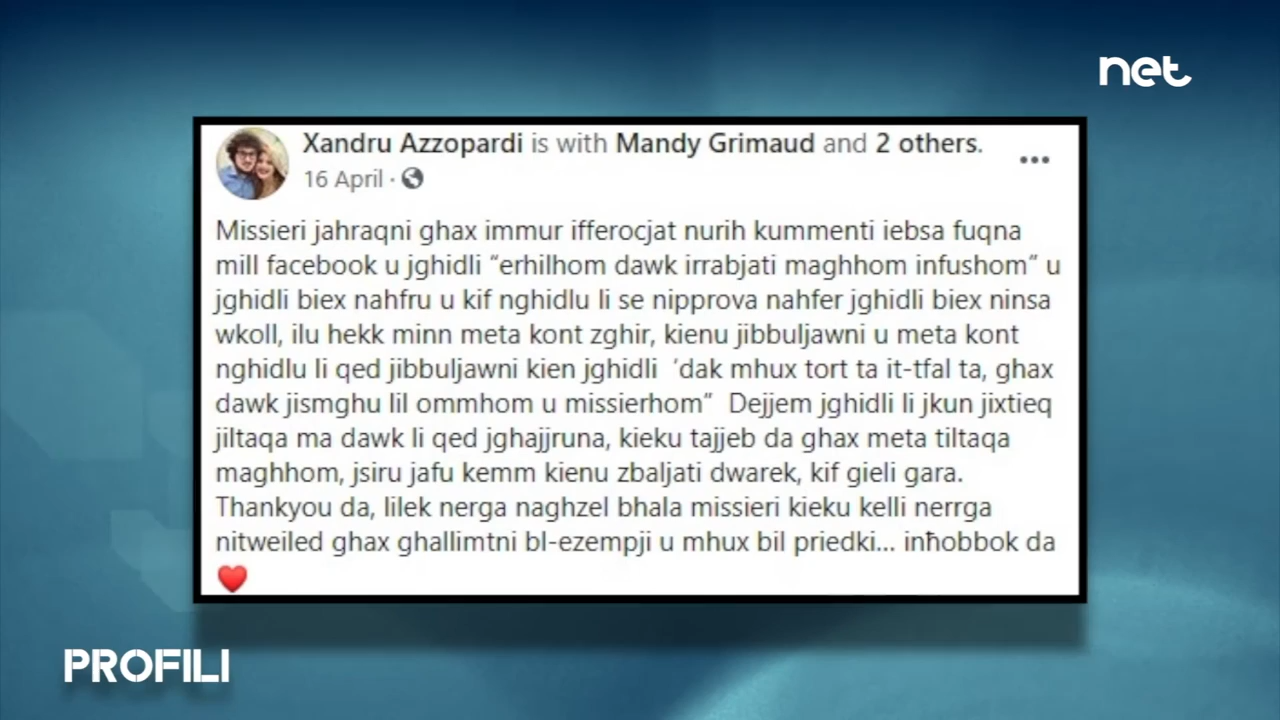 net
Xandru Azzopardi is with Mandy Grimaud and 2 others.
16 April ·
Missieri jahraqni ghax immur ifferocjat nurih kummenti iebsa fuqna
mill facebook u jghidli “erhilhom dawk irrabjati maghhom infushom” u
jghidli biex nahfru u kif nghidlu li se nipprova nahfer jghidli biex ninsa
wkoll, ilu hekk minn meta kont zghir, kienu jibbuljawni u meta kont
nghidlu li qed jibbuljawni kien jghidli ‘dak mhux tort ta it-tfal ta, ghax
dawk jismghu lil ommhom u missierhom” Dejjem jghidli li jkun jixtieq
jiltaqa ma dawk li qed jghajjruna, kieku tajjeb da ghax meta tiltaqa
maghhom, jsiru jafu kemm kienu zbaljati dwarek, kif gieli gara.
Thankyou da, lilek nerga naghzel bhala missieri kieku kelli nerrga
nitweiled ghax ghallimtni bl-ezempji u mhux bil priedki... inħobbok da
PROFILI